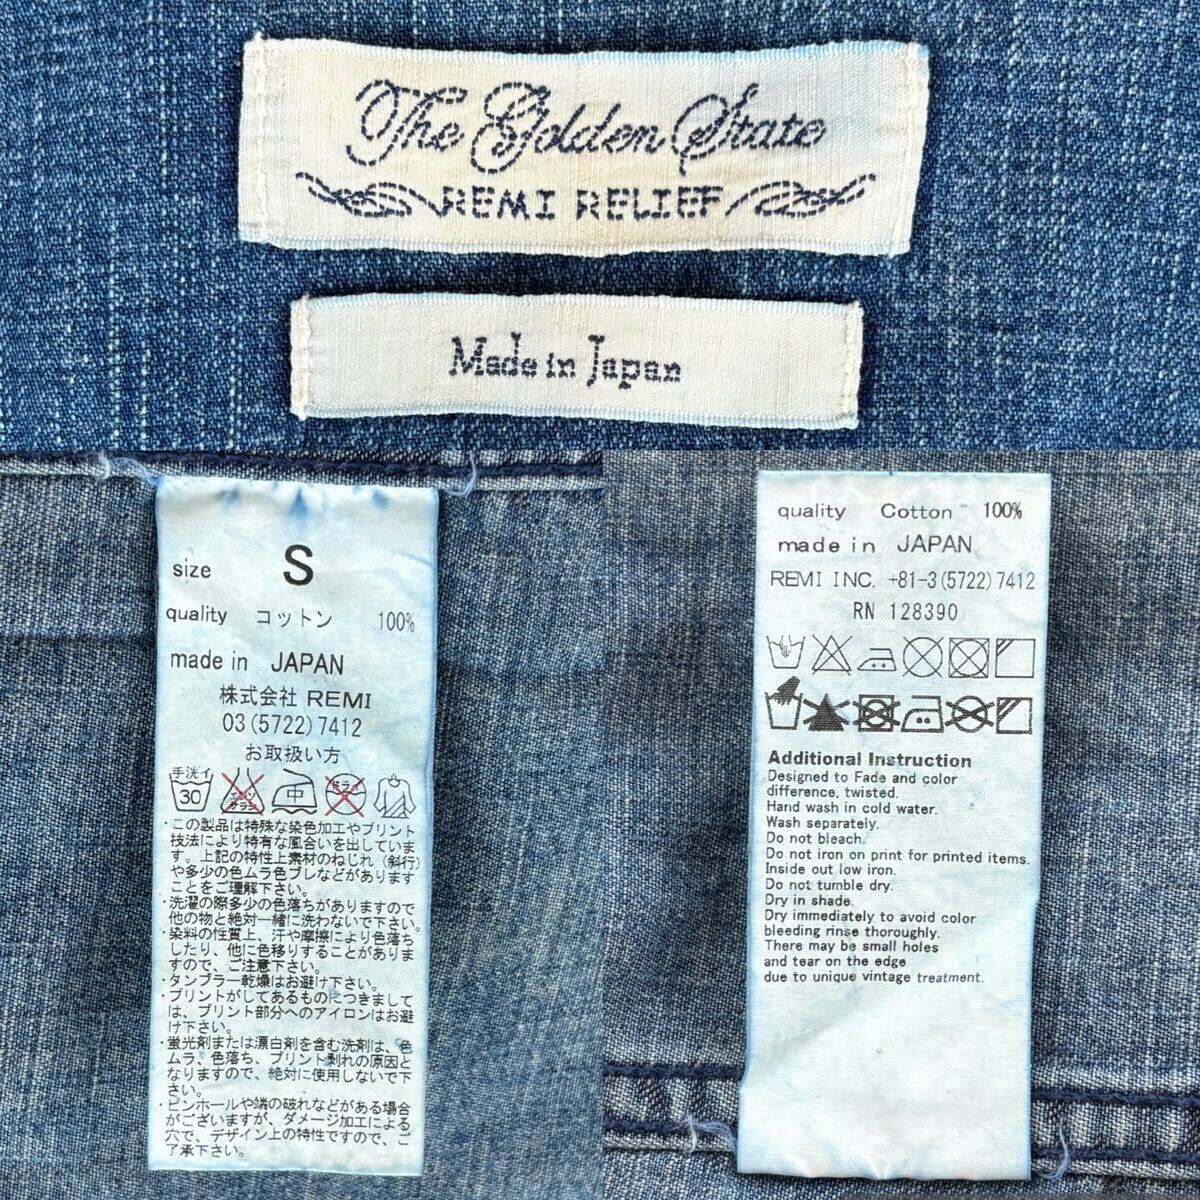 The Golden State
REMI RELIEF
Made in Japan
size S
quality コットン 100%
made in JAPAN
株式会社 REMI
03(5722)7412
お取扱い方
手洗イ
30
エンソ
サラシ
中
ドライ
・この製品は特殊な染色加工やプリント
技法により特有な風合いを出していま
す。上記の特性上素材のねじれ（斜行）
や多少の色ムラ色ブレなどがあります
ことをご理解下さい。
・洗濯の際多少の色落ちがありますので
他の物と絶対一緒に洗わないで下さい。
・染料の性質上、汗や摩擦により色落ち
したり、他に色移りすることがありま
すので、ご注意下さい。
・タンブラー乾燥はお避け下さい。
・プリントがしてあるものにつきまして
は、プリント部分へのアイロンはお避
け下さい。
・蛍光剤または漂白剤を含む洗剤は、色
ムラ、色落ち、プリント剥れの原因と
なりますので、絶対に使用しないで下
さい。
・ピンホールや端の破れなどがある場合
がございますが、ダメージ加工による
穴で、デザイン上の特性ですので、ご
了承下さい。
quality Cotton 100%
made in JAPAN
REMI INC. +81-3(5722)7412
RN 128390
Additional Instruction
Designed to Fade and color
difference, twisted.
Hand wash in cold water.
Wash separately.
Do not bleach.
Do not iron on print for printed items.
Inside out low iron.
Do not tumble dry.
Dry in shade.
Dry immediately to avoid color
bleeding rinse thoroughly.
There may be small holes
and tear on the edge
due to unique vintage treatment.